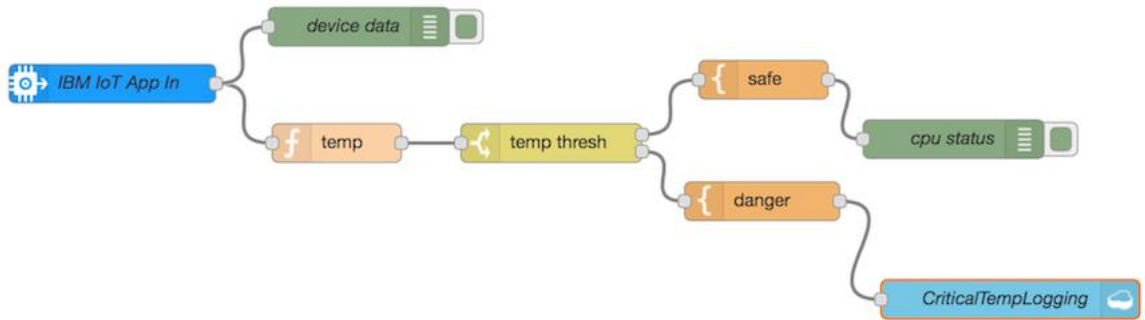 device data
IBM IoT App In
safe
temp
temp thresh
cpu status
danger
CriticalTempLogging